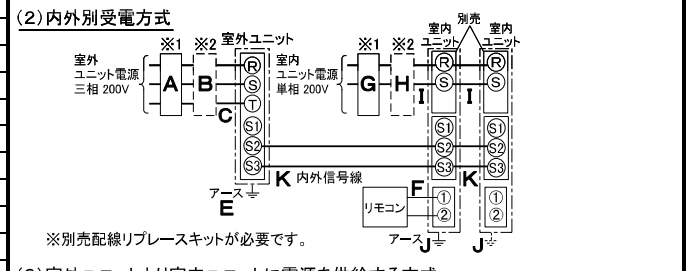 (2)内外別受電方式
※1 ※2 室外ユニット
室外
ユニット電源
三相 200V
A B C
R
S
T
S1
S2
S3
アース
E
※1 ※2
室内
ユニット電源
単相 200V
G H I I
別売
室内
ユニット
室内
ユニット
R R
S S
S1 S1
S2 S2
S3 S3
K 内外信号線 K
F
リモコン
① ①
② ②
アース J J
※別売配線リプレースキットが必要です。